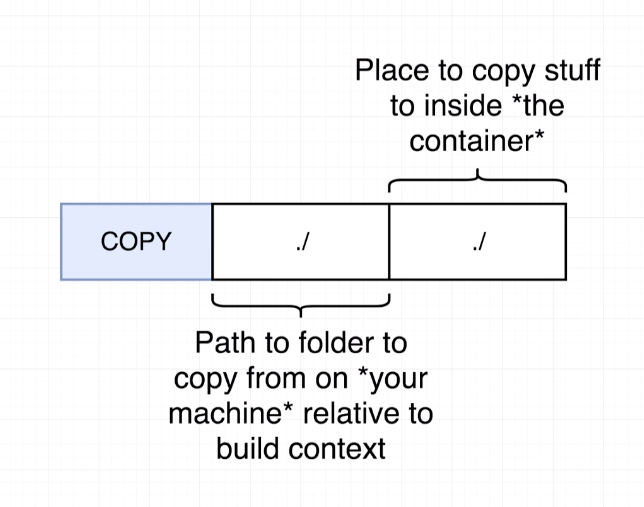 Place to copy stuff
to inside *the
container*
COPY ./ ./
Path to folder to
copy from on *your
machine* relative to
build context